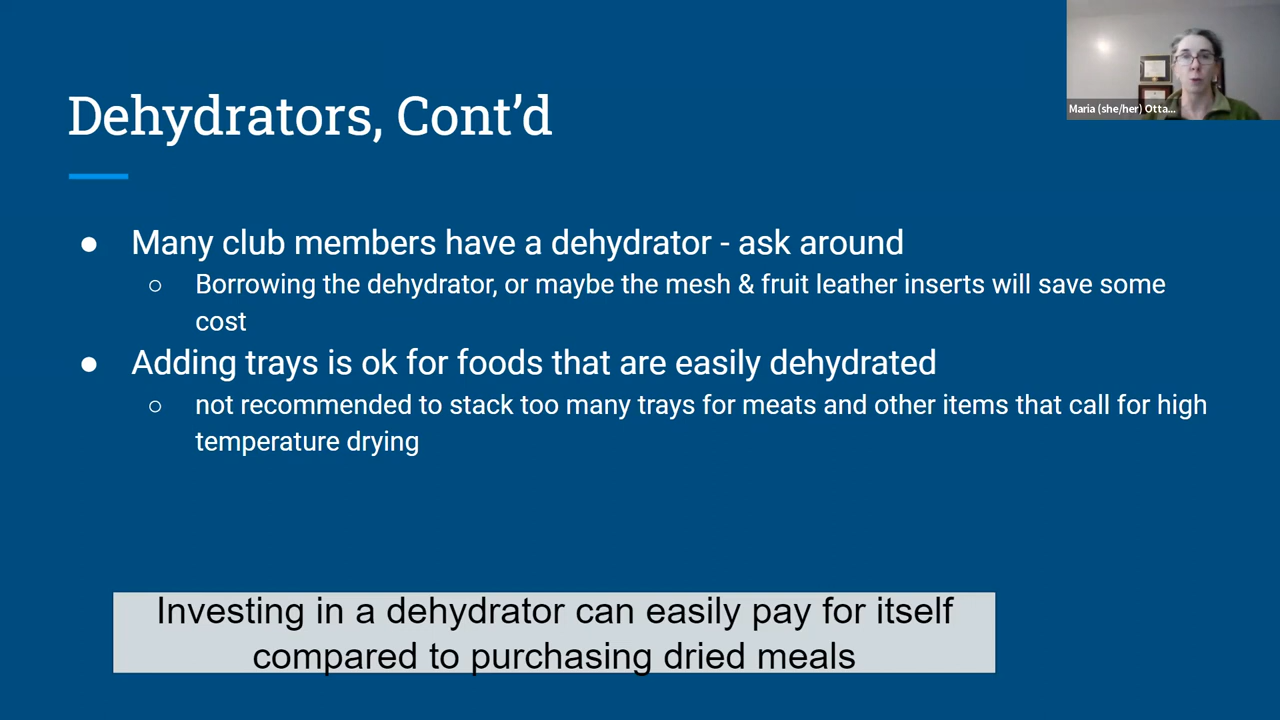 Dehydrators, Cont’d
● Many club members have a dehydrator - ask around
○ Borrowing the dehydrator, or maybe the mesh & fruit leather inserts will save some
cost
● Adding trays is ok for foods that are easily dehydrated
○ not recommended to stack too many trays for meats and other items that call for high
temperature drying
Investing in a dehydrator can easily pay for itself
compared to purchasing dried meals
Maria (she/her) Otta...